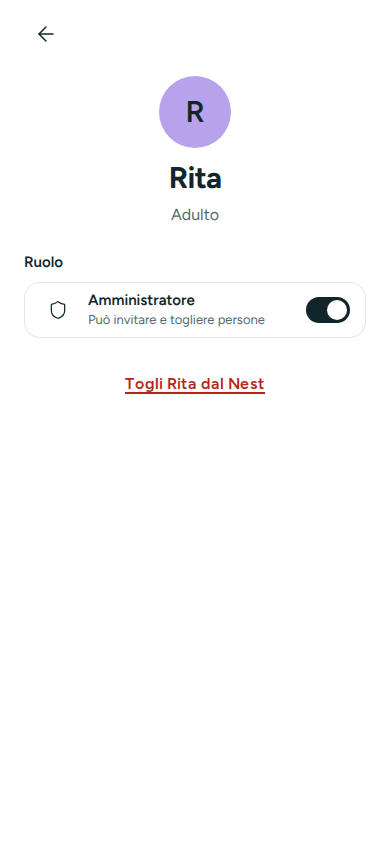 R
Rita
Adulto
Ruolo
Amministratore
Può invitare e togliere persone
Togli Rita dal Nest